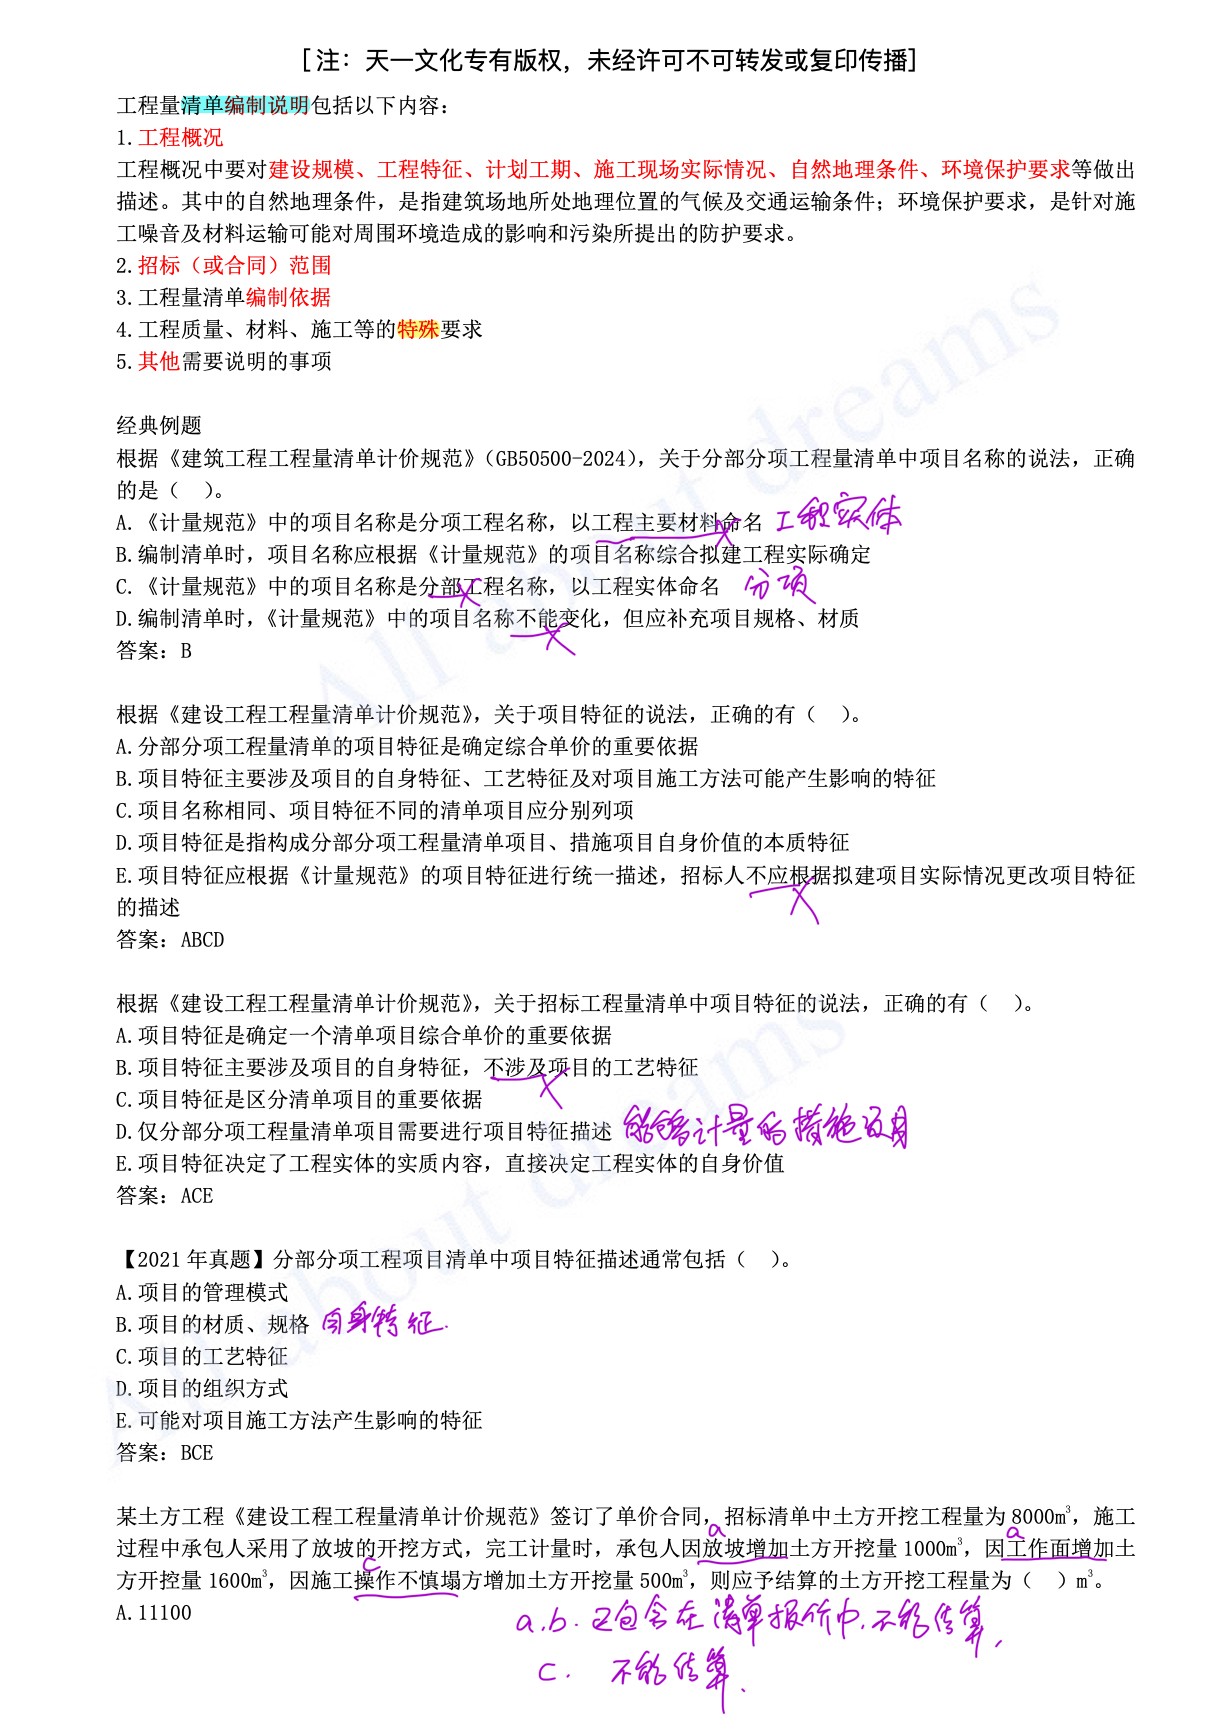 [注：天一文化专有版权，未经许可不可转发或复印传播]
工程量清单编制说明包括以下内容：
1.工程概况
工程概况中要对建设规模、工程特征、计划工期、施工现场实际情况、自然地理条件、环境保护要求等做出
描述。其中的自然地理条件，是指建筑场地所处地理位置的气候及交通运输条件；环境保护要求，是针对施
工噪音及材料运输可能对周围环境造成的影响和污染所提出的防护要求。
2.招标（或合同）范围
3.工程量清单编制依据
4.工程质量、材料、施工等的特殊要求
5.其他需要说明的事项
经典例题
根据《建筑工程工程量清单计价规范》（GB50500-2024），关于分部分项工程量清单中项目名称的说法，正确
的是（ ）。
A.《计量规范》中的项目名称是分项工程名称，以工程主要材料命名 工程实体
B.编制清单时，项目名称应根据《计量规范》的项目名称综合拟建工程实际确定
C.《计量规范》中的项目名称是分部工程名称，以工程实体命名 分项
D.编制清单时，《计量规范》中的项目名称不能变化，但应补充项目规格、材质
答案：B
根据《建设工程工程量清单计价规范》，关于项目特征的说法，正确的有（ ）。
A.分部分项工程量清单的项目特征是确定综合单价的重要依据
B.项目特征主要涉及项目的自身特征、工艺特征及对项目施工方法可能产生影响的特征
C.项目名称相同、项目特征不同的清单项目应分别列项
D.项目特征是指构成分部分项工程量清单项目、措施项目自身价值的本质特征
E.项目特征应根据《计量规范》的项目特征进行统一描述，招标人不应根据拟建项目实际情况更改项目特征
的描述
答案：ABCD
根据《建设工程工程量清单计价规范》，关于招标工程量清单中项目特征的说法，正确的有（ ）。
A.项目特征是确定一个清单项目综合单价的重要依据
B.项目特征主要涉及项目的自身特征，不涉及项目的工艺特征
C.项目特征是区分清单项目的重要依据
D.仅分部分项工程量清单项目需要进行项目特征描述 能够计量的措施项目
E.项目特征决定了工程实体的实质内容，直接决定工程实体的自身价值
答案：ACE
【2021年真题】分部分项工程项目清单中项目特征描述通常包括（ ）。
A.项目的管理模式
B.项目的材质、规格 自身特征.
C.项目的工艺特征
D.项目的组织方式
E.可能对项目施工方法产生影响的特征
答案：BCE
某土方工程《建设工程工程量清单计价规范》签订了单价合同，招标清单中土方开挖工程量为8000m³，施工
a a
过程中承包人采用了放坡的开挖方式，完工计量时，承包人因放坡增加土方开挖量1000m³，因工作面增加土
c
方开控量1600m³，因施工操作不慎塌方增加土方开挖量500m³，则应予结算的土方开挖工程量为（ ）m³。
A.11100
a.b.已包含在清单报价中，不能结算，
c. 不能结算.
All about dreams
All about dreams